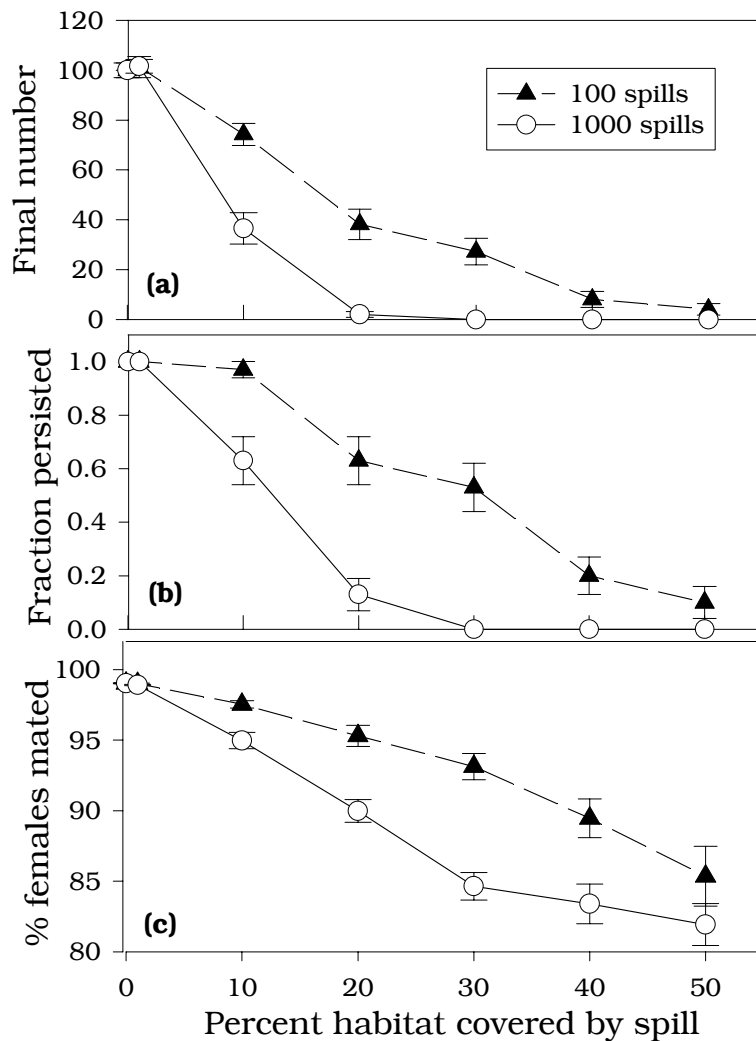 120
100
80
60
40
20
0
Final number
100 spills
1000 spills
(a)
1.0
0.8
0.6
0.4
0.2
0.0
Fraction persisted
(b)
100
95
90
85
80
% females mated
(c)
0 10 20 30 40 50
Percent habitat covered by spill